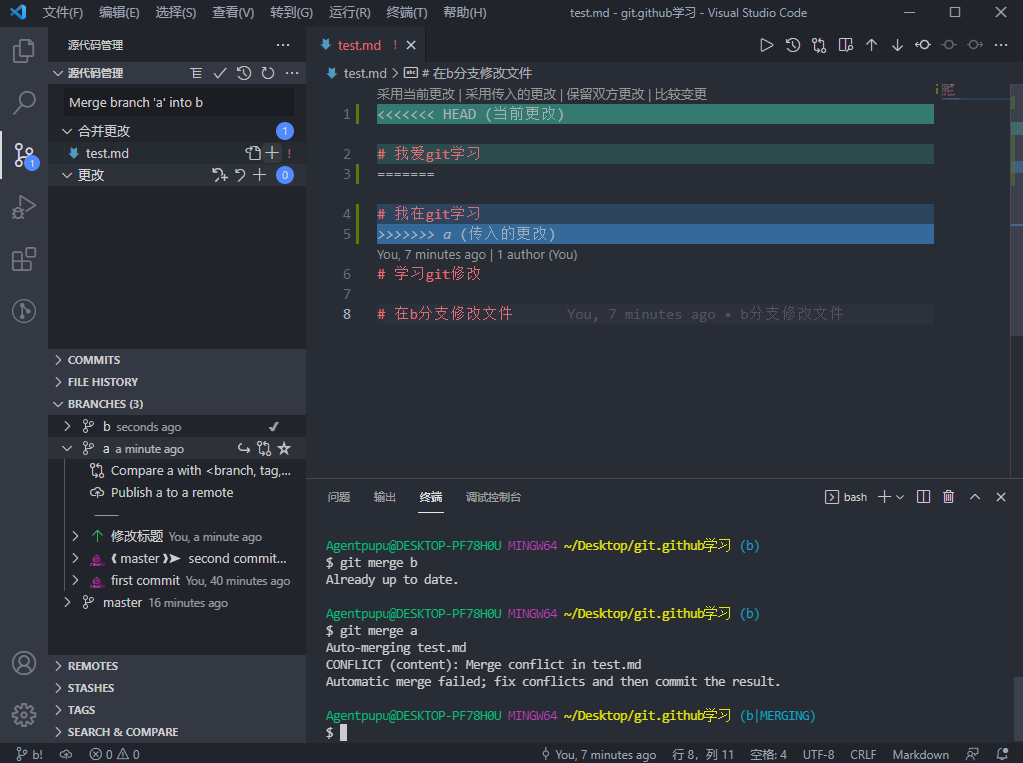 文件(F) 编辑(E) 选择(S) 查看(V) 转到(G) 运行(R) 终端(T) 帮助(H) test.md - git.github学习 - Visual Studio Code
源代码管理
源代码管理
Merge branch 'a' into b
合并更改 1
test.md !
更改 0
1
COMMITS
FILE HISTORY
BRANCHES (3)
b seconds ago
a a minute ago
Compare a with <branch, tag,...
Publish a to a remote
修改标题 You, a minute ago
master second commit...
first commit You, 40 minutes ago
master 16 minutes ago
REMOTES
STASHES
TAGS
SEARCH & COMPARE
test.md !
test.md > # 在b分支修改文件
采用当前更改 | 采用传入的更改 | 保留双方更改 | 比较变更
1 <<<<<<< HEAD (当前更改)
2 # 我爱git学习
3 =======
4 # 我在git学习
5 >>>>>>> a (传入的更改)
You, 7 minutes ago | 1 author (You)
6 # 学习git修改
7
8 # 在b分支修改文件 You, 7 minutes ago • b分支修改文件
问题 输出 终端 调试控制台 bash
Agentpupu@DESKTOP-PF78H0U MINGW64 ~/Desktop/git.github学习 (b)
$ git merge b
Already up to date.
Agentpupu@DESKTOP-PF78H0U MINGW64 ~/Desktop/git.github学习 (b)
$ git merge a
Auto-merging test.md
CONFLICT (content): Merge conflict in test.md
Automatic merge failed; fix conflicts and then commit the result.
Agentpupu@DESKTOP-PF78H0U MINGW64 ~/Desktop/git.github学习 (b|MERGING)
$
b! 0 0 You, 7 minutes ago 行 8，列 11 空格: 4 UTF-8 CRLF Markdown